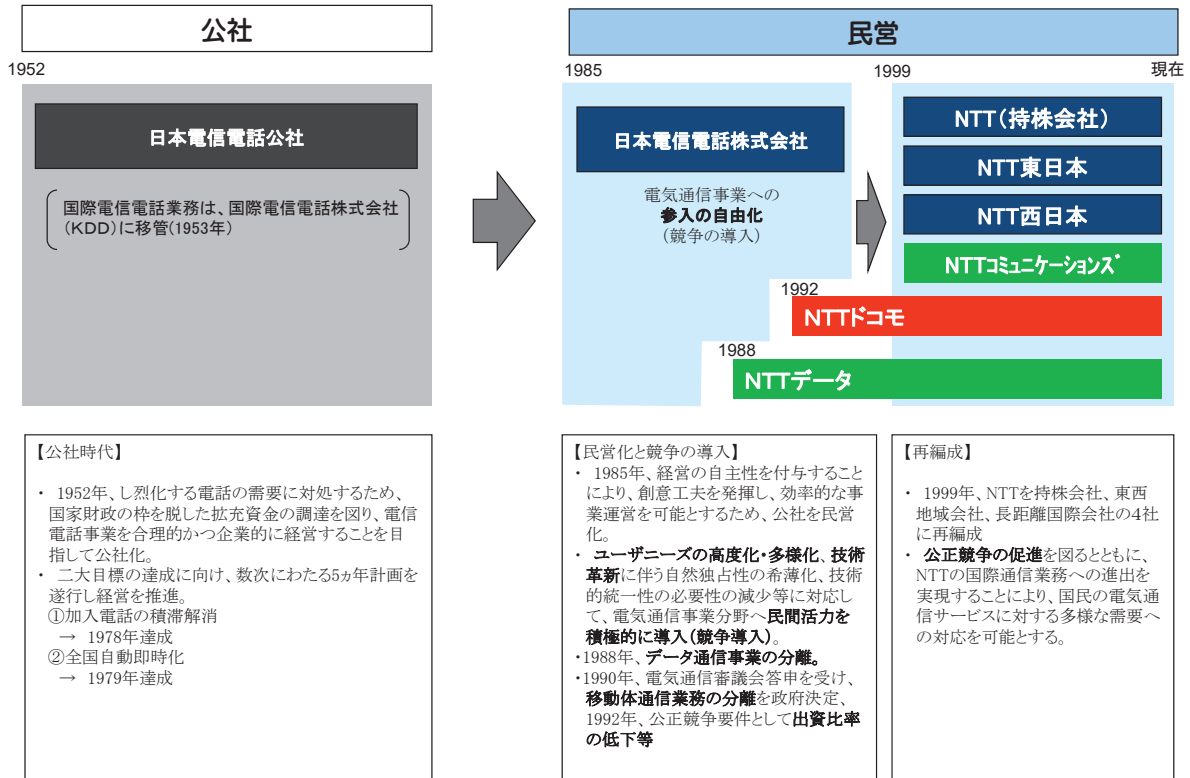 公社
民営
1952
1985
1999
現在
日本電信電話公社
国際電信電話業務は、国際電信電話株式会社
(KDD)に移管(1953年)
日本電信電話株式会社
電気通信事業への
参入の自由化
(競争の導入)
NTT(持株会社)
NTT東日本
NTT西日本
NTTコミュニケーションズ
1992
NTTドコモ
1988
NTTデータ
【公社時代】
・ 1952年、し烈化する電話の需要に対処するため、
国家財政の枠を脱した拡充資金の調達を図り、電信
電話事業を合理的かつ企業的に経営することを目
指して公社化。
・ 二大目標の達成に向け、数次にわたる5ヵ年計画を
遂行し経営を推進。
①加入電話の積滞解消
→ 1978年達成
②全国自動即時化
→ 1979年達成
【民営化と競争の導入】
・ 1985年、経営の自主性を付与すること
により、創意工夫を発揮し、効率的な事
業運営を可能とするため、公社を民営
化。
・ ユーザニーズの高度化・多様化、技術
革新に伴う自然独占性の希薄化、技術
的統一性の必要性の減少等に対応し
て、電気通信事業分野へ民間活力を
積極的に導入(競争導入)。
・1988年、データ通信事業の分離。
・1990年、電気通信審議会答申を受け、
移動体通信業務の分離を政府決定、
1992年、公正競争要件として出資比率
の低下等
【再編成】
・ 1999年、NTTを持株会社、東西
地域会社、長距離国際会社の4社
に再編成
・ 公正競争の促進を図るとともに、
NTTの国際通信業務への進出を
実現することにより、国民の電気通
信サービスに対する多様な需要へ
の対応を可能とする。